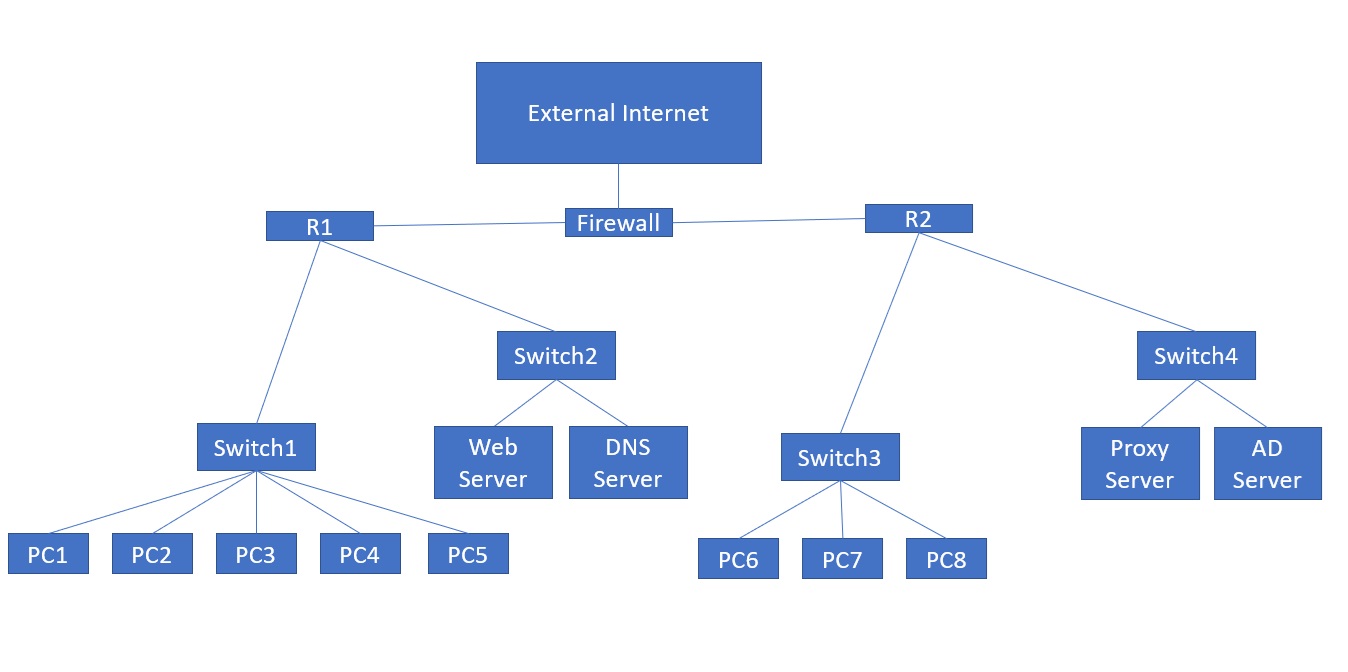 External Internet
R1
Firewall
R2
Switch2
Switch4
Switch1
Web
Server
DNS
Server
Switch3
Proxy
Server
AD
Server
PC1
PC2
PC3
PC4
PC5
PC6
PC7
PC8